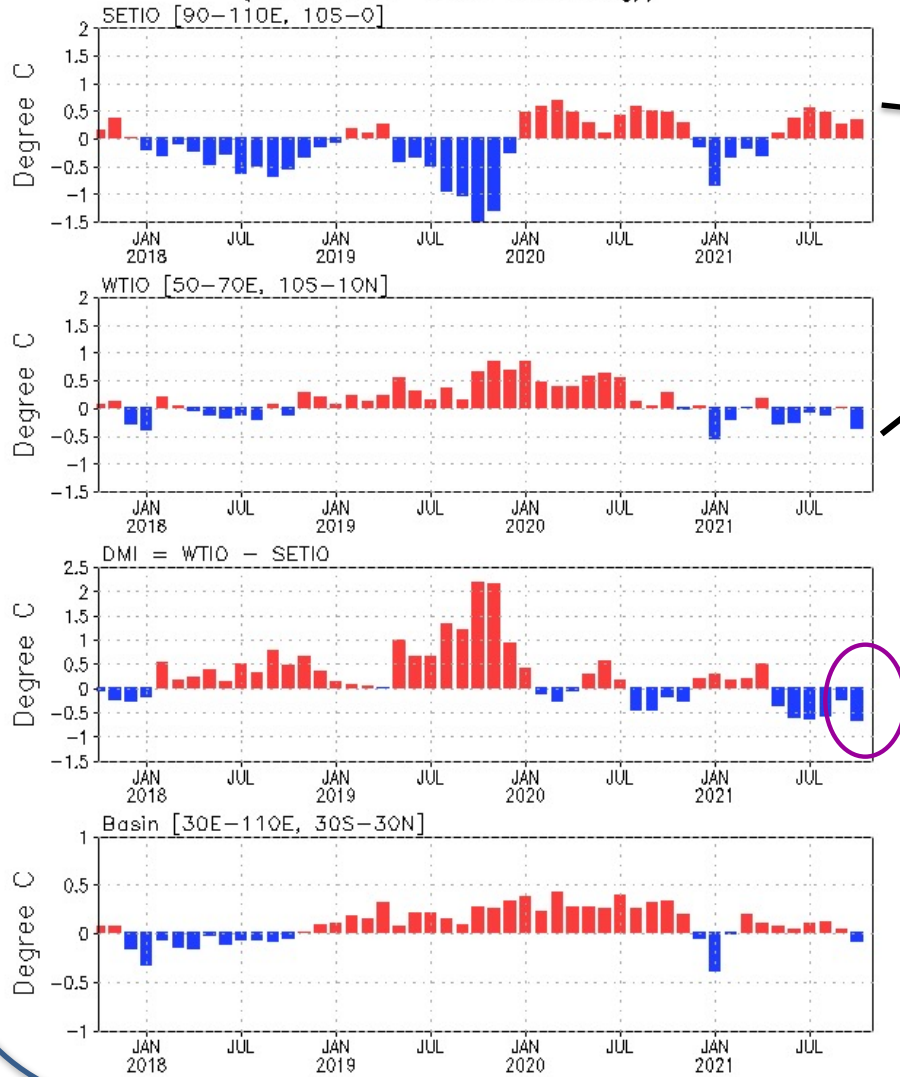 SETIO [90-110E, 10S-0]
2
1.5
1
0.5
0
-0.5
-1
-1.5
Degree C
JAN JUL JAN JUL JAN JUL JAN JUL
2018 2019 2020 2021
WTIO [50-70E, 10S-10N]
2
1.5
1
0.5
0
-0.5
-1
-1.5
Degree C
JAN JUL JAN JUL JAN JUL JAN JUL
2018 2019 2020 2021
DMI = WTIO - SETIO
2.5
2
1.5
1
0.5
0
-0.5
-1
-1.5
Degree C
JAN JUL JAN JUL JAN JUL JAN JUL
2018 2019 2020 2021
Basin [30E-110E, 30S-30N]
1
0.5
0
-0.5
-1
Degree C
JAN JUL JAN JUL JAN JUL JAN JUL
2018 2019 2020 2021